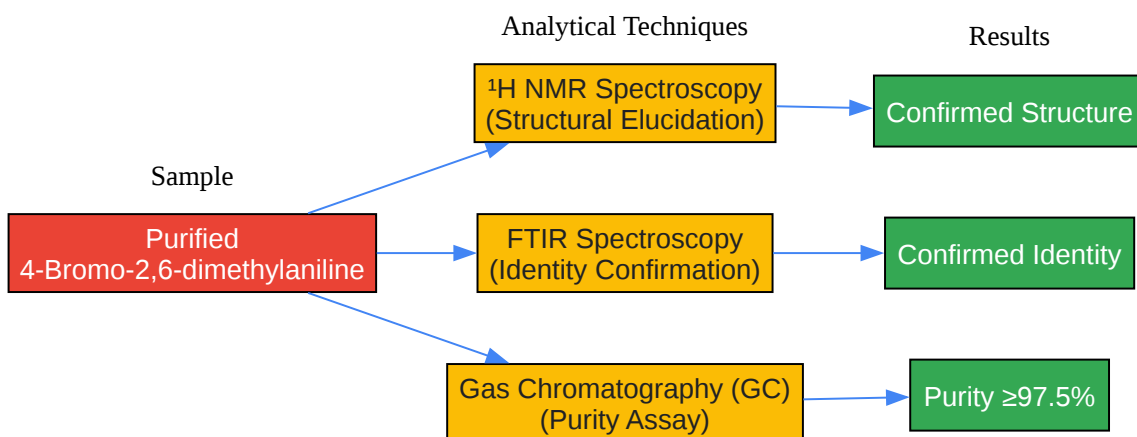 Analytical Techniques
Results
Sample
¹H NMR Spectroscopy
(Structural Elucidation)
Confirmed Structure
Purified
4-Bromo-2,6-dimethylaniline
FTIR Spectroscopy
(Identity Confirmation)
Confirmed Identity
Gas Chromatography (GC)
(Purity Assay)
Purity ≥97.5%